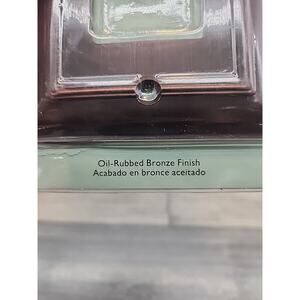 Oil-Rubbed Bronze Finish
Acabado en bronce aceitado